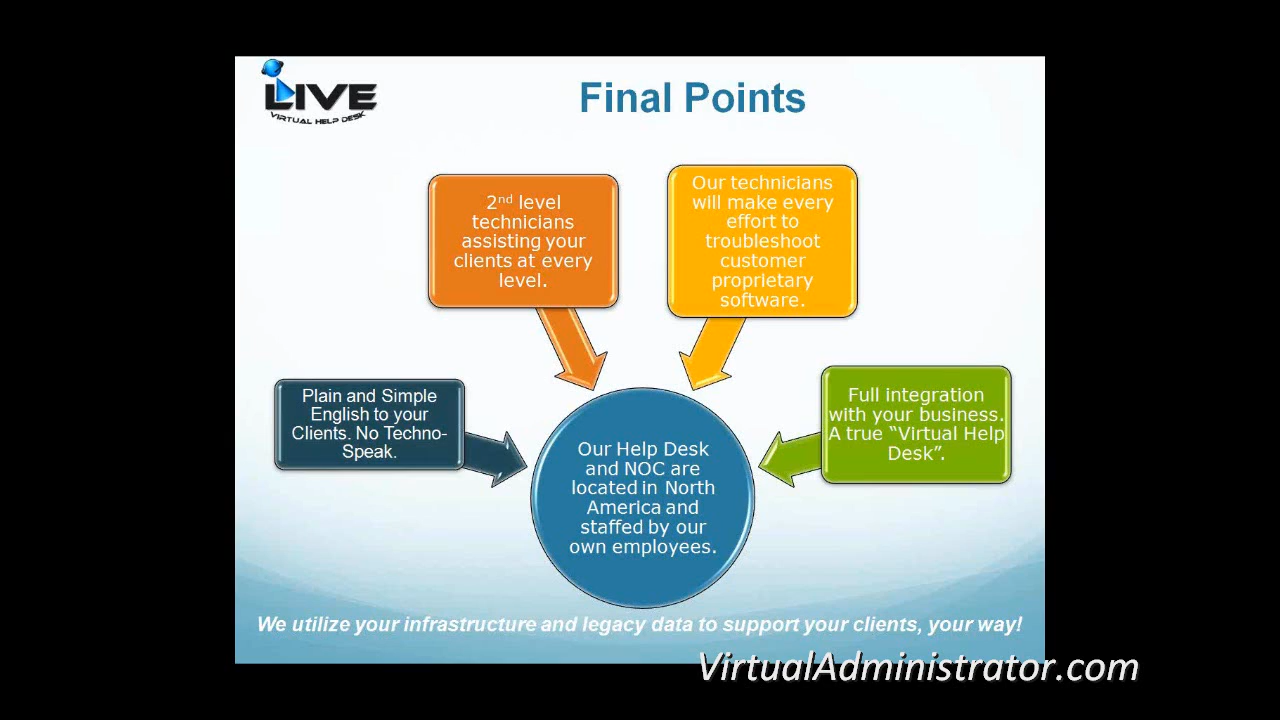 LIVE
VIRTUAL HELP DESK
Final Points
2nd level
technicians
assisting your
clients at every
level.
Our technicians
will make every
effort to
troubleshoot
customer
proprietary
software.
Plain and Simple
English to your
Clients. No Techno-
Speak.
Full integration
with your business.
A true “Virtual Help
Desk”.
Our Help Desk
and NOC are
located in North
America and
staffed by our
own employees.
We utilize your infrastructure and legacy data to support your clients, your way!
VirtualAdministrator.com